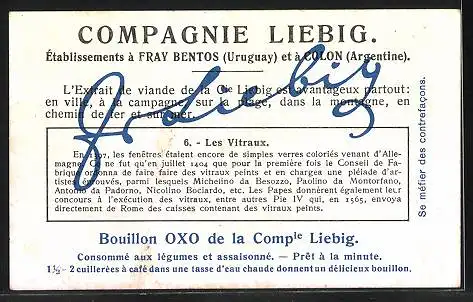 COMPAGNIE LIEBIG.
Établissements à FRAY BENTOS (Uruguay) et à COLON (Argentine).
L'Extrait de viande de la Cie Liebig est avantageux partout:
en ville, à la campagne, sur la plage, dans la montagne, en
chemin de fer et sur mer.
J v Liebig
6. - Les Vitraux.
En 1397, les fenêtres étaient encore de simples verres coloriés venant d'Alle-
magne. Ce ne fut qu'en juillet 1404 que pour la première fois le Conseil de Fa-
brique ordonna de faire faire des vitraux peints et en chargea une pléiade d'ar-
tistes éprouvés, parmi lesquels Michelino da Besozzo, Paolino da Montorfano,
Antonio da Padorno, Nicolino Bociardo, etc. Les Papes donnèrent également leur
concours à l'exécution des vitraux, entre autres Pie IV qui, en 1565, envoya
directement de Rome des caisses contenant des vitraux peints.
Bouillon OXO de la Compie Liebig.
Consommé aux légumes et assaisonné. — Prêt à la minute.
1½ - 2 cuillerées à café dans une tasse d'eau chaude donnent un délicieux bouillon.
Se méfier des contrefaçons.